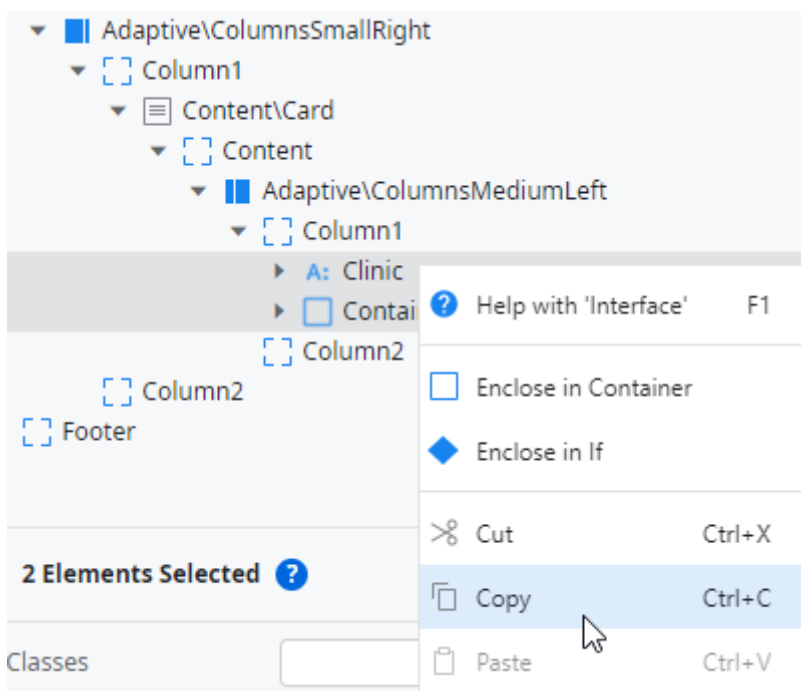 Adaptive\ColumnsSmallRight
Column1
Content\Card
Content
Adaptive\ColumnsMediumLeft
Column1
A: Clinic
Contai
Column2
Column2
Footer
2 Elements Selected ?
Classes
? Help with 'Interface' F1
Enclose in Container
Enclose in If
Cut Ctrl+X
Copy Ctrl+C
Paste Ctrl+V